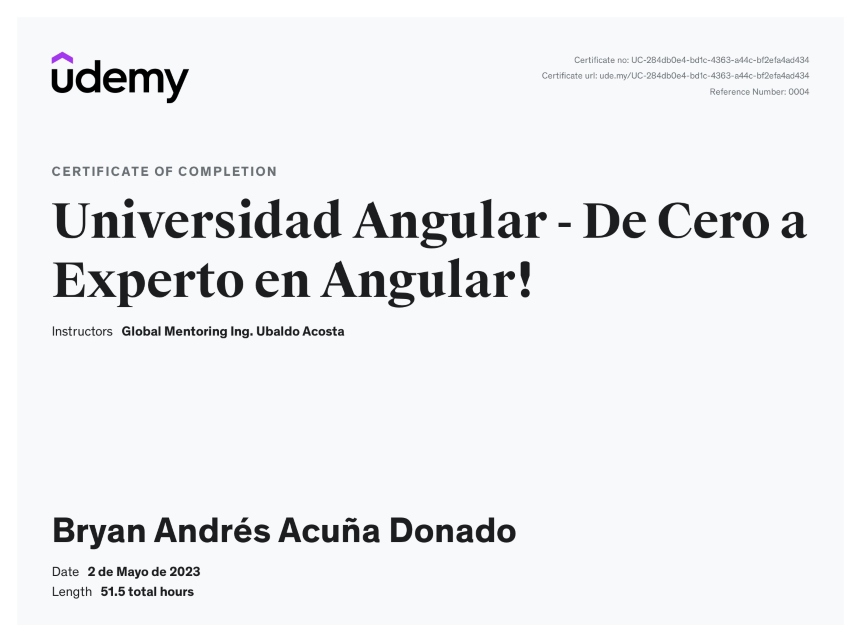 udemy
Certificate no: UC-284db0e4-bd1c-4363-a44c-bf2efa4ad434
Certificate url: ude.my/UC-284db0e4-bd1c-4363-a44c-bf2efa4ad434
Reference Number: 0004
CERTIFICATE OF COMPLETION
Universidad Angular - De Cero a
Experto en Angular!
Instructors Global Mentoring Ing. Ubaldo Acosta
Bryan Andrés Acuña Donado
Date 2 de Mayo de 2023
Length 51.5 total hours